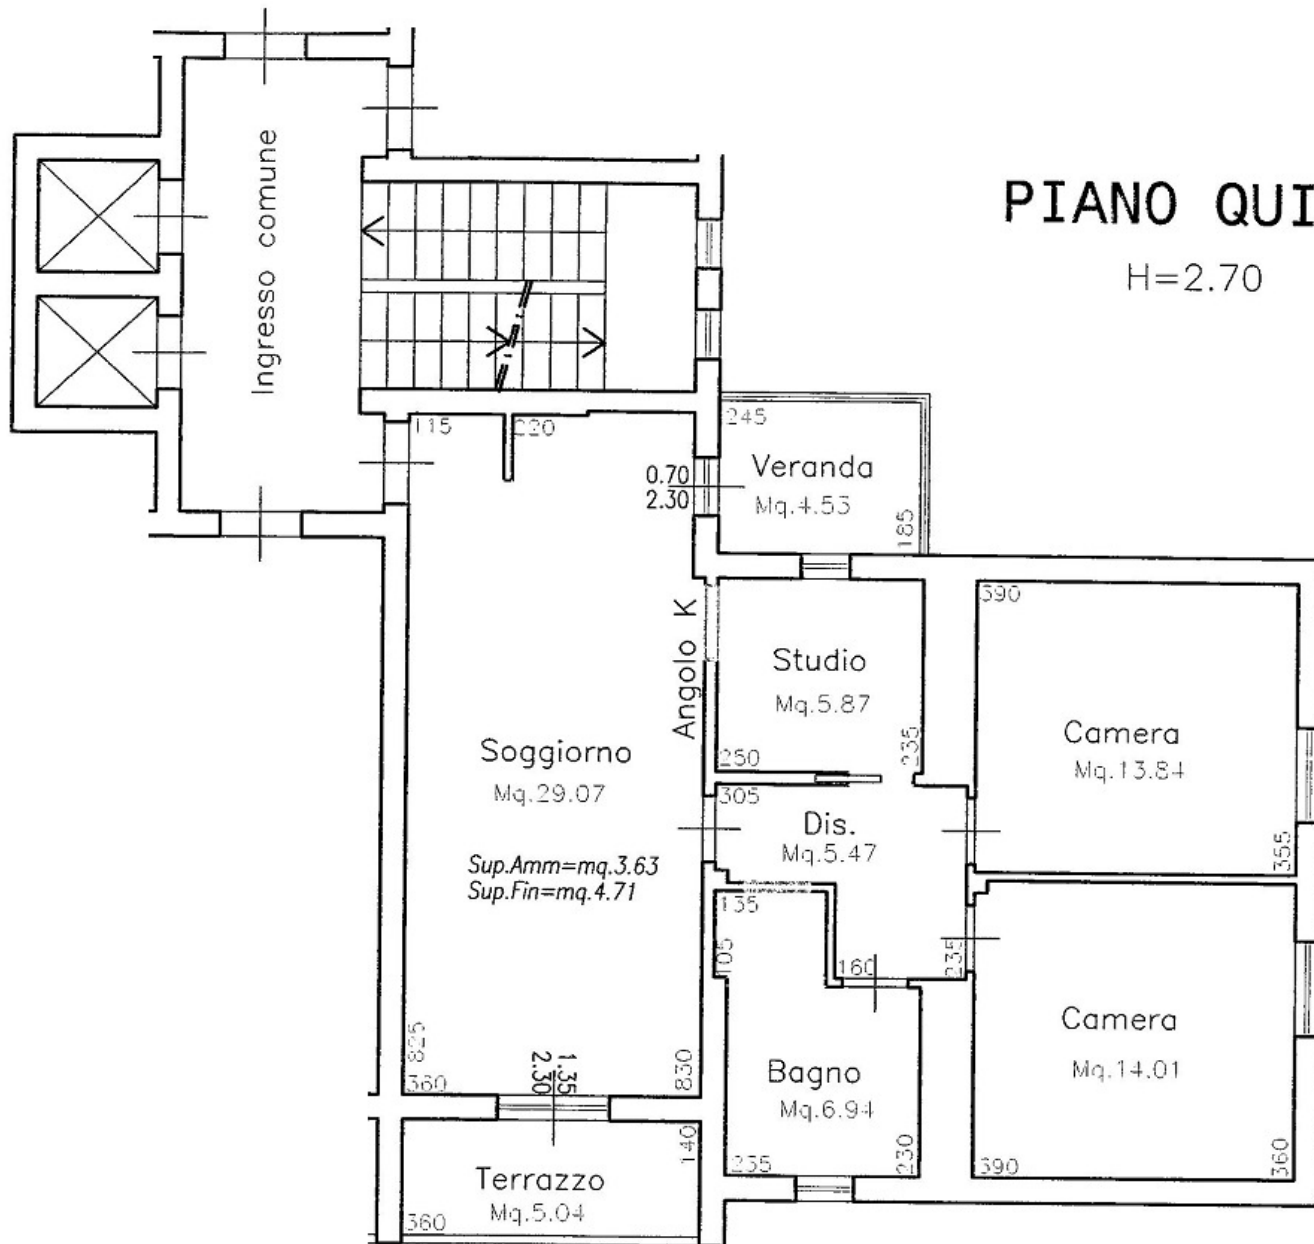 PIANO QUI
H=2.70
Ingresso comune
115
220
245
Veranda
Mq.4.53
185
0.70
2.30
Angolo K
Studio
Mq.5.87
250
235
390
Camera
Mq.13.84
355
Soggiorno
Mq.29.07
Sup.Amm=mq.3.63
Sup.Fin=mq.4.71
305
Dis.
Mq.5.47
135
105
160
235
Camera
Mq.14.01
390
360
Bagno
Mq.6.94
235
230
825
360
1.35
2.30
830
Terrazzo
Mq.5.04
140
360